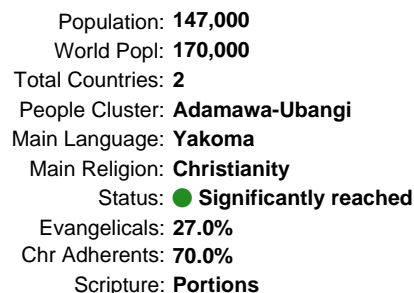 Population: 147,000
World Popl: 170,000
Total Countries: 2
People Cluster: Adamawa-Ubangi
Main Language: Yakoma
Main Religion: Christianity
Status: Significantly reached
Evangelicals: 27.0%
Chr Adherents: 70.0%
Scripture: Portions